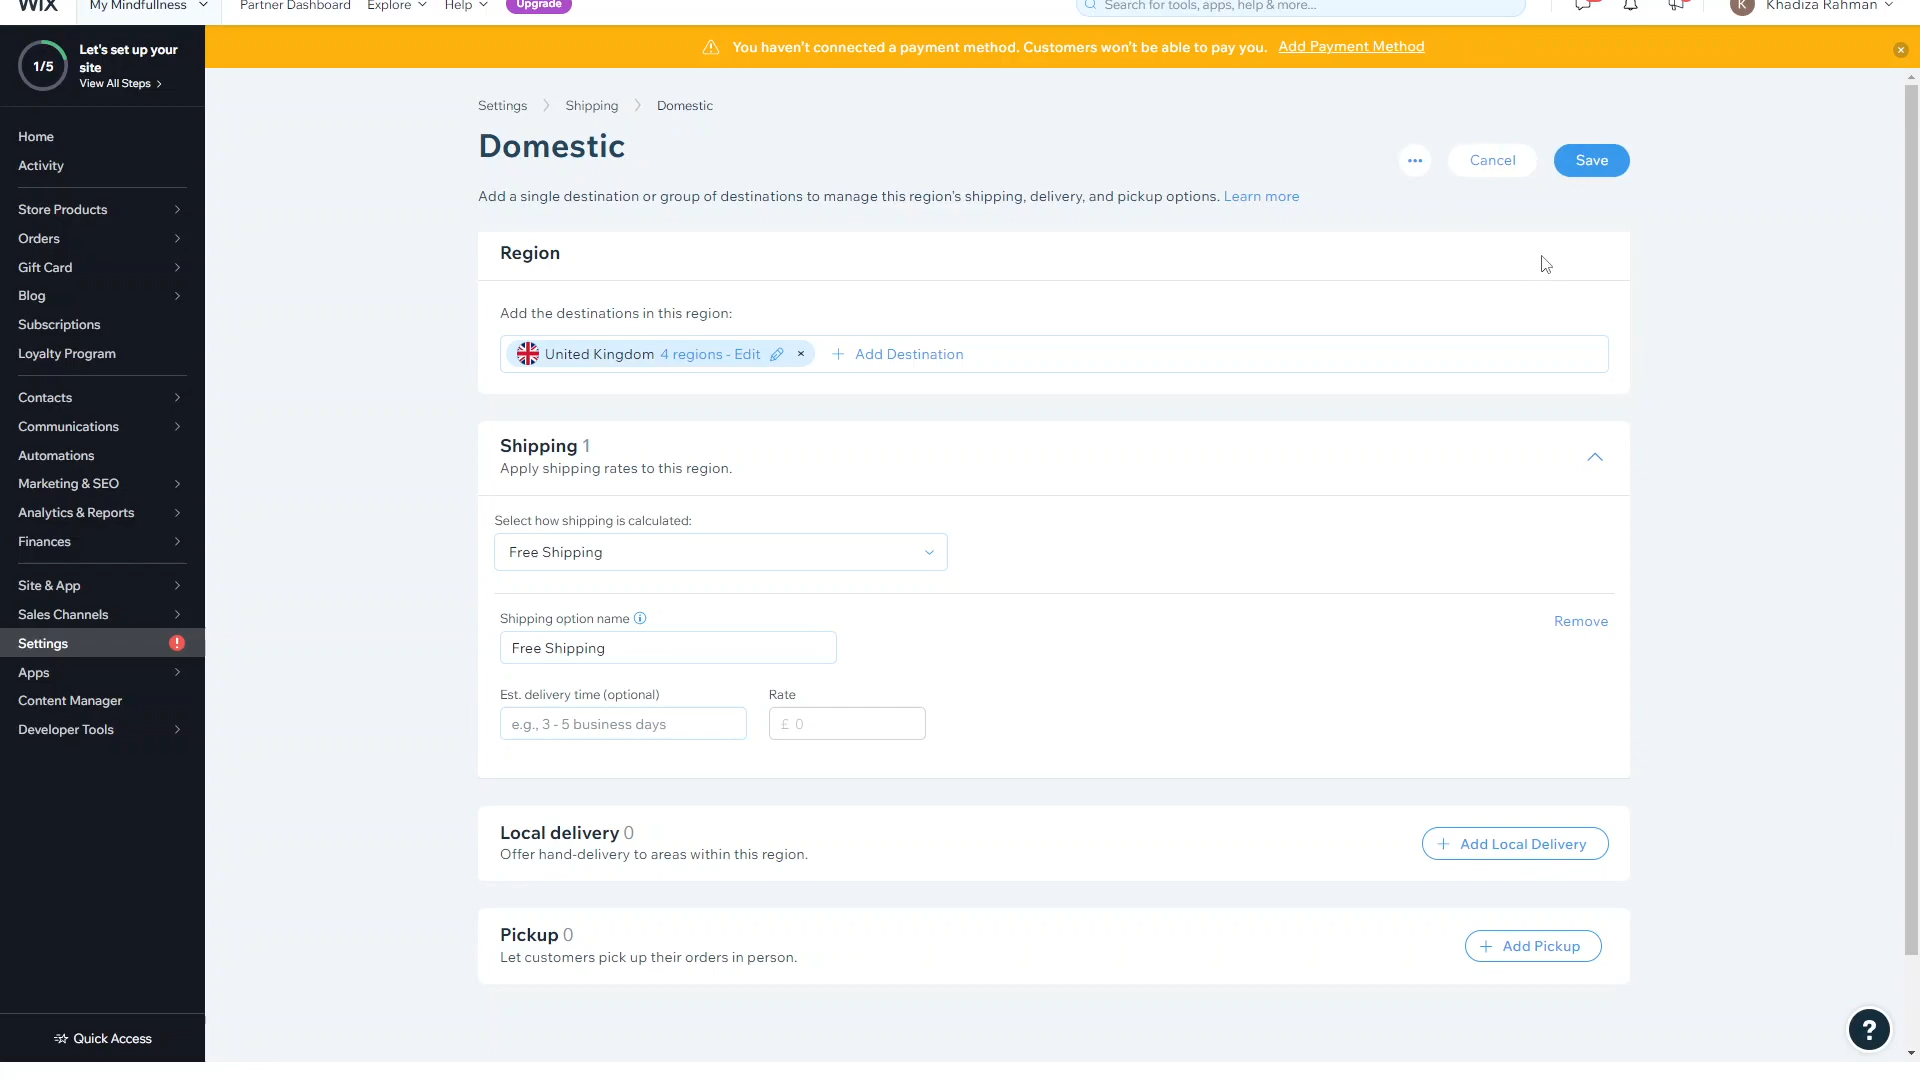 WIX My Mindfullness Partner Dashboard Explore Help Upgrade Search for tools, apps, help & more... K Khadiza Rahman
1/5 Let's set up your site
View All Steps
You haven't connected a payment method. Customers won't be able to pay you. Add Payment Method
Home
Activity
Store Products
Orders
Gift Card
Blog
Subscriptions
Loyalty Program
Contacts
Communications
Automations
Marketing & SEO
Analytics & Reports
Finances
Site & App
Sales Channels
Settings
Apps
Content Manager
Developer Tools
Quick Access
Settings > Shipping > Domestic
Domestic
... Cancel Save
Add a single destination or group of destinations to manage this region's shipping, delivery, and pickup options. Learn more
Region
Add the destinations in this region:
United Kingdom 4 regions - Edit × + Add Destination
Shipping 1
Apply shipping rates to this region.
Select how shipping is calculated:
Free Shipping
Shipping option name
Remove
Free Shipping
Est. delivery time (optional) Rate
e.g., 3 - 5 business days £ 0
Local delivery 0
Offer hand-delivery to areas within this region.
+ Add Local Delivery
Pickup 0
Let customers pick up their orders in person.
+ Add Pickup
?